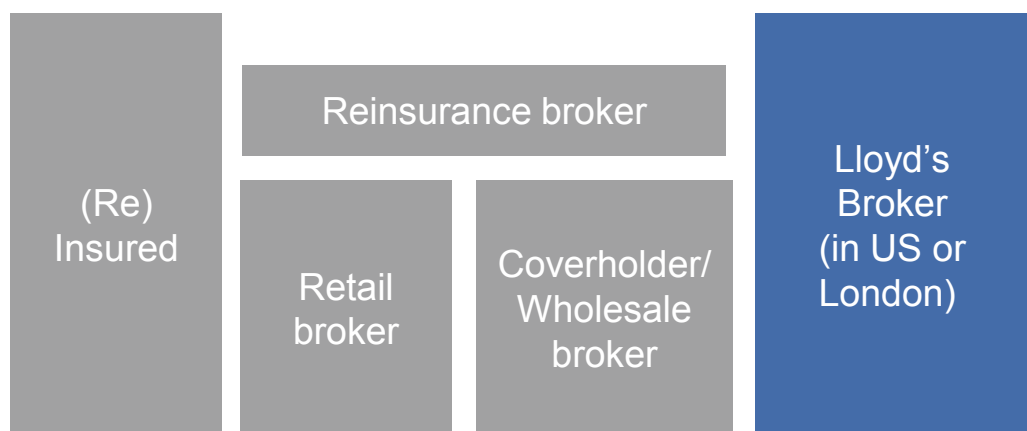 (Re)
Insured
Reinsurance broker
Retail
broker
Coverholder/
Wholesale
broker
Lloyd’s
Broker
(in US or
London)